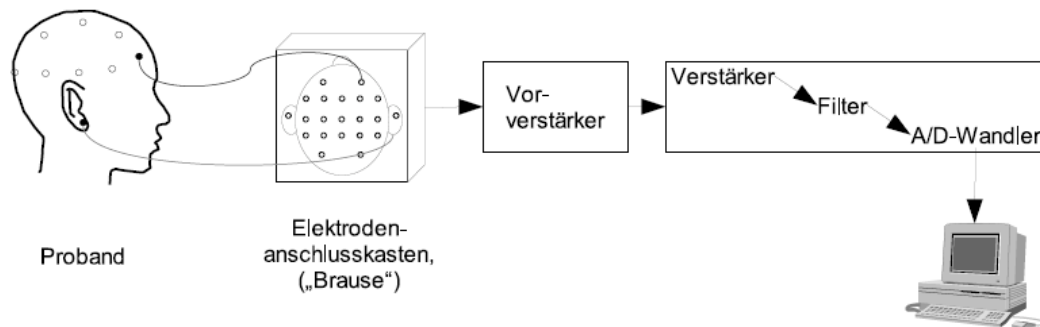 Proband
Elektroden-
anschlusskasten,
(„Brause“)
Vor-
verstärker
Verstärker
Filter
A/D-Wandler